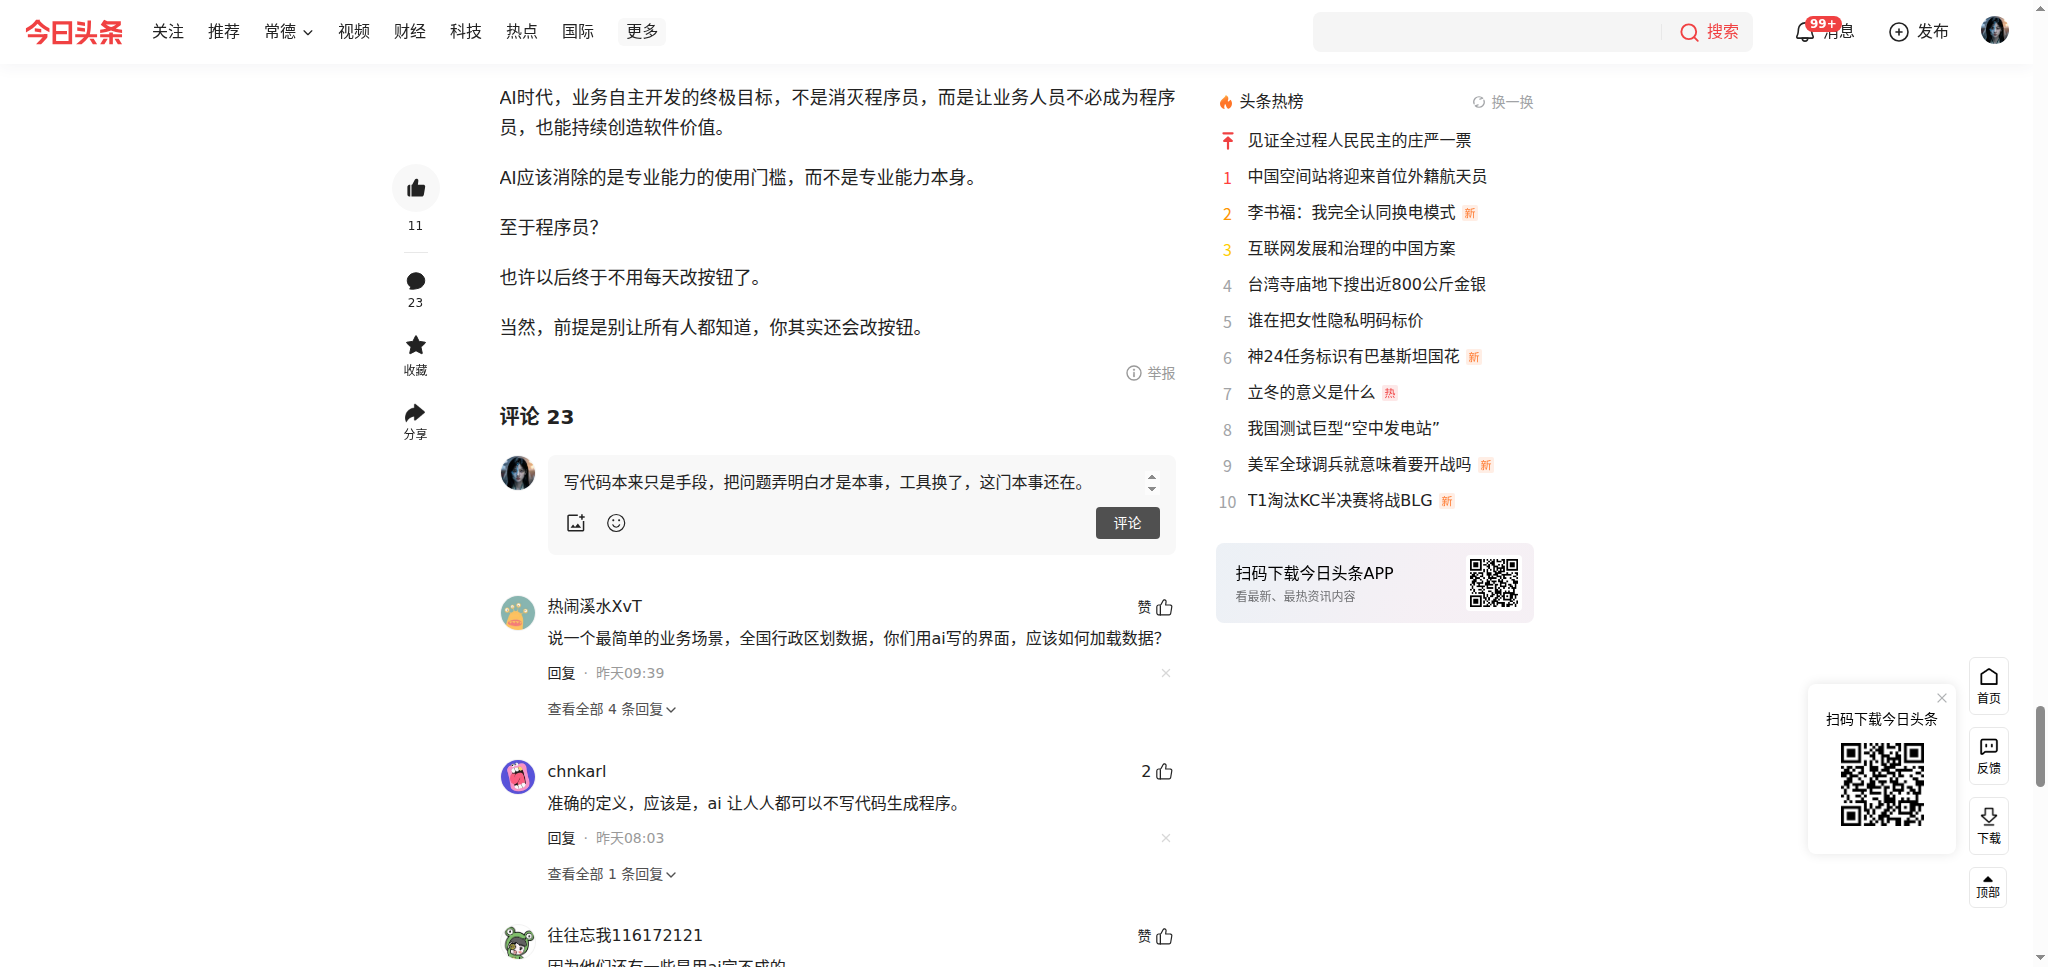 今日头条
关注 推荐 常德 视频 财经 科技 热点 国际 更多
搜索
99+
消息
发布
AI时代，业务自主开发的终极目标，不是消灭程序员，而是让业务人员不必成为程序
员，也能持续创造软件价值。
AI应该消除的是专业能力的使用门槛，而不是专业能力本身。
至于程序员？
也许以后终于不用每天改按钮了。
当然，前提是别让所有人都知道，你其实还会改按钮。
11
23
收藏
分享
举报
评论 23
写代码本来只是手段，把问题弄明白才是本事，工具换了，这门本事还在。
评论
热闹溪水XvT
赞
说一个最简单的业务场景，全国行政区划数据，你们用ai写的界面，应该如何加载数据？
回复 · 昨天09:39
查看全部 4 条回复
chnkarl
2
准确的定义，应该是，ai 让人人都可以不写代码生成程序。
回复 · 昨天08:03
查看全部 1 条回复
往往忘我116172121
赞
因为他们还有一些是用ai完不成的
头条热榜
换一换
见证全过程人民民主的庄严一票
1 中国空间站将迎来首位外籍航天员
2 李书福：我完全认同换电模式 新
3 互联网发展和治理的中国方案
4 台湾寺庙地下搜出近800公斤金银
5 谁在把女性隐私明码标价
6 神24任务标识有巴基斯坦国花 新
7 立冬的意义是什么 热
8 我国测试巨型“空中发电站”
9 美军全球调兵就意味着要开战吗 新
10 T1淘汰KC半决赛将战BLG 新
扫码下载今日头条APP
看最新、最热资讯内容
扫码下载今日头条
首页
反馈
下载
顶部